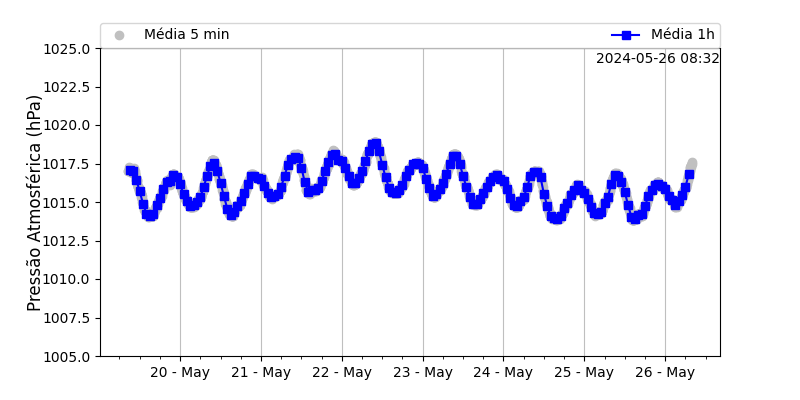 Média 5 min
Média 1h
2024-05-26 08:32
Pressão Atmosférica (hPa)
1025.0
1022.5
1020.0
1017.5
1015.0
1012.5
1010.0
1007.5
1005.0
20 - May
21 - May
22 - May
23 - May
24 - May
25 - May
26 - May